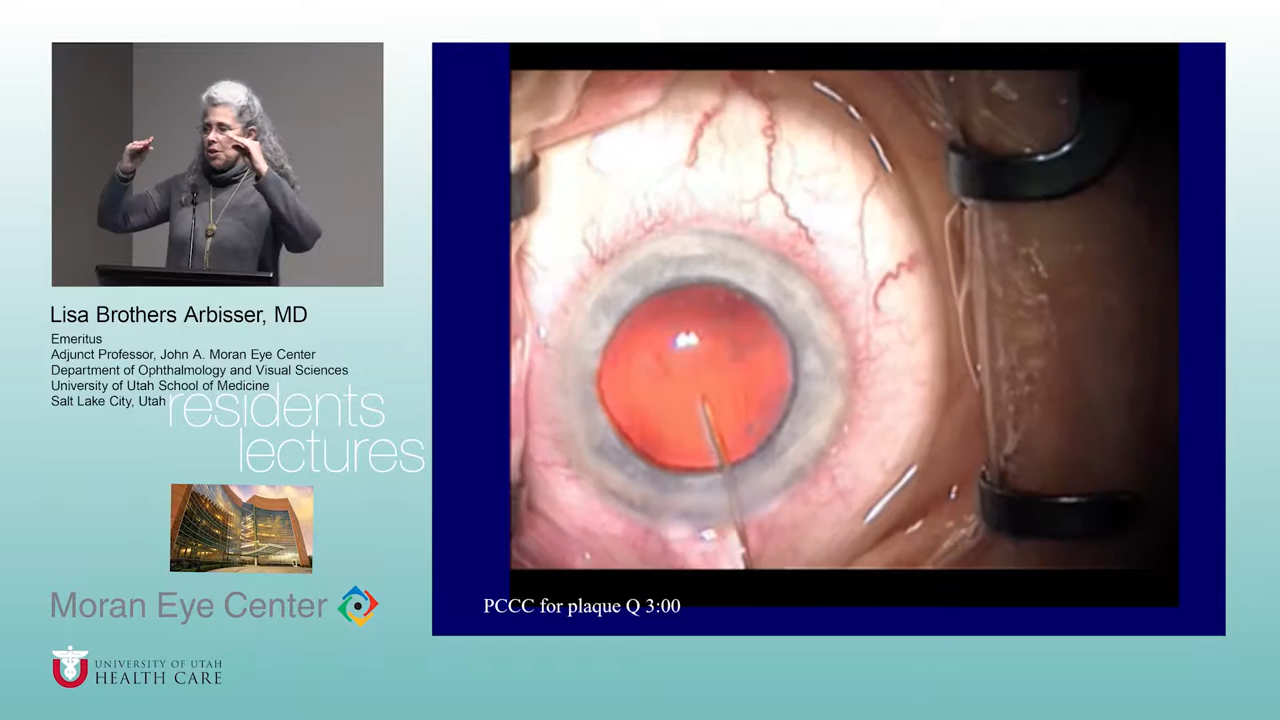 Lisa Brothers Arbisser, MD
Emeritus
Adjunct Professor, John A. Moran Eye Center
Department of Ophthalmology and Visual Sciences
University of Utah School of Medicine
Salt Lake City, Utah
residents
lectures
Moran Eye Center
U
UNIVERSITY OF UTAH
HEALTH CARE
PCCC for plaque Q 3:00